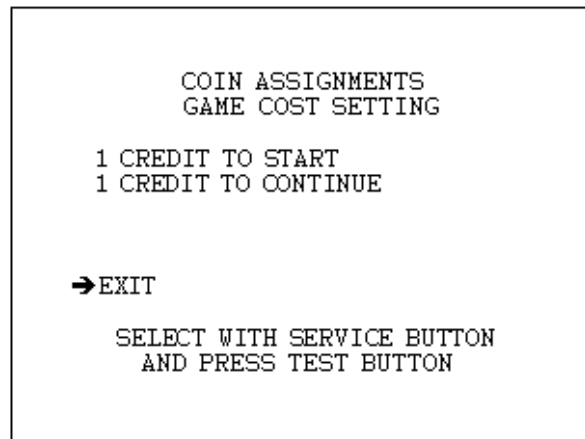 COIN ASSIGNMENTS
GAME COST SETTING
1 CREDIT TO START
1 CREDIT TO CONTINUE
➔EXIT
SELECT WITH SERVICE BUTTON
AND PRESS TEST BUTTON